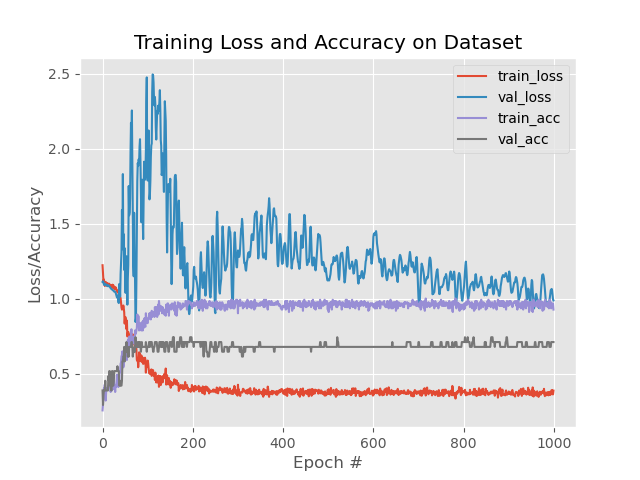 Training Loss and Accuracy on Dataset
train_loss
val_loss
train_acc
val_acc
Loss/Accuracy
2.5
2.0
1.5
1.0
0.5
0
200
400
600
800
1000
Epoch #